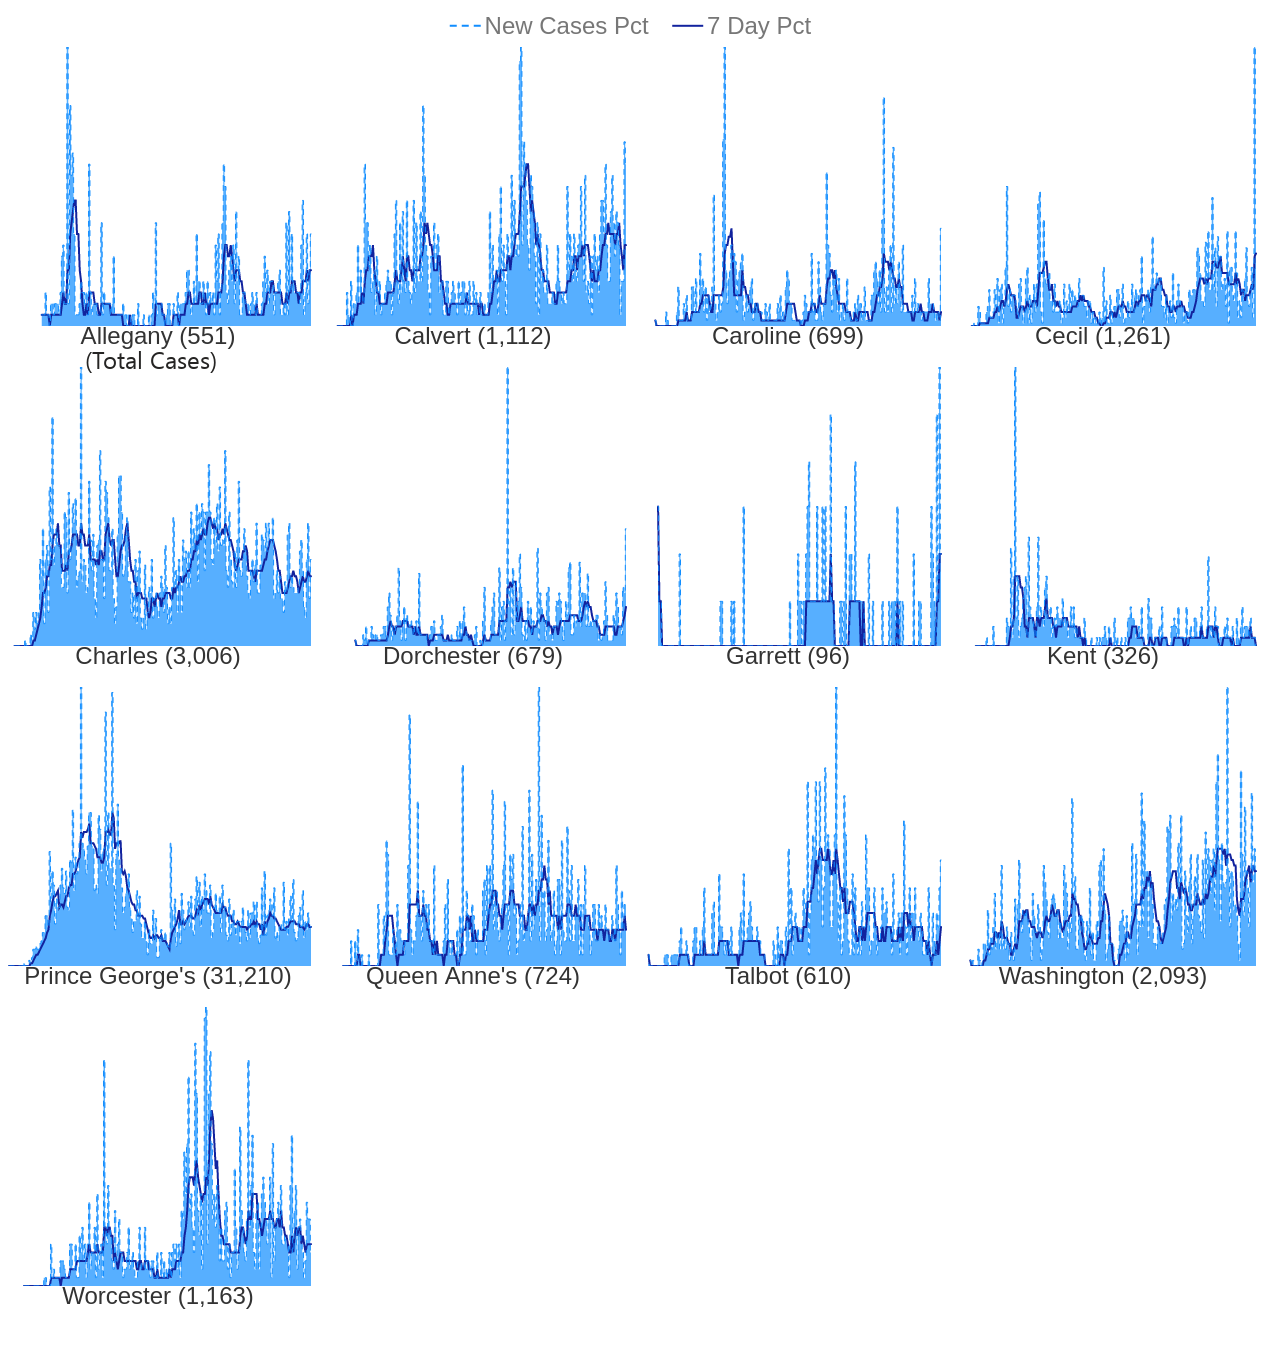 New Cases Pct 7 Day Pct
Allegany (551)
(Total Cases)
Calvert (1,112)
Caroline (699)
Cecil (1,261)
Charles (3,006)
Dorchester (679)
Garrett (96)
Kent (326)
Prince George's (31,210)
Queen Anne's (724)
Talbot (610)
Washington (2,093)
Worcester (1,163)